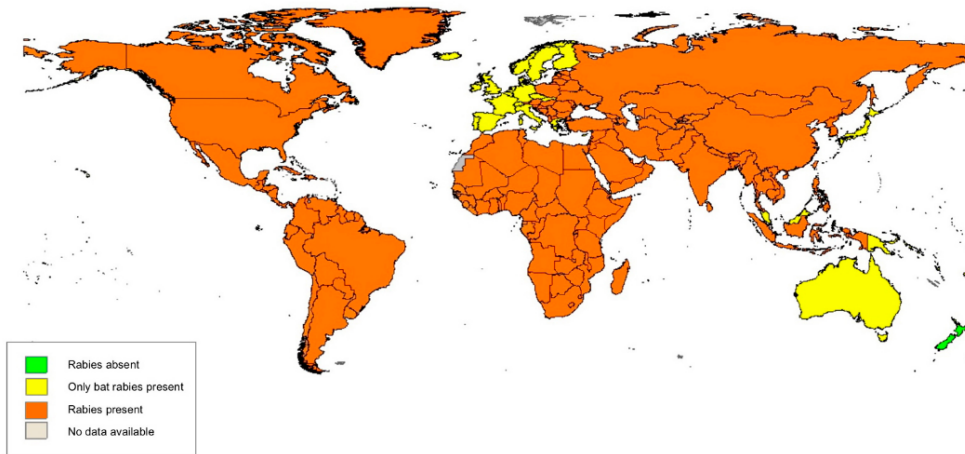 Rabies absent
Only bat rabies present
Rabies present
No data available